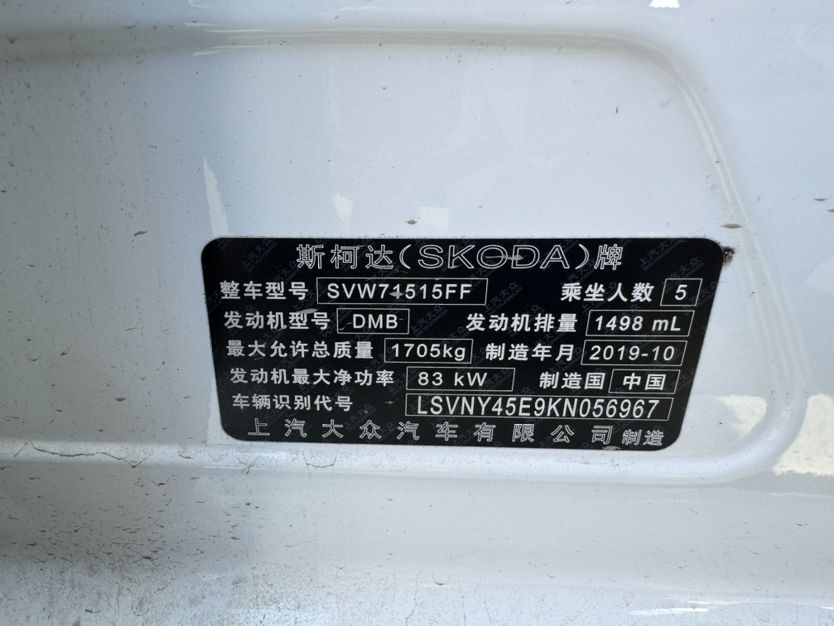 斯柯达(SKODA)牌
整车型号 SVW71515FF 乘坐人数 5
发动机型号 DMB 发动机排量 1498 mL
最大允许总质量 1705kg 制造年月 2019-10
发动机最大净功率 83 kW 制造国 中国
车辆识别代号 LSVNY45E9KN056967
上汽大众汽车有限公司 制造